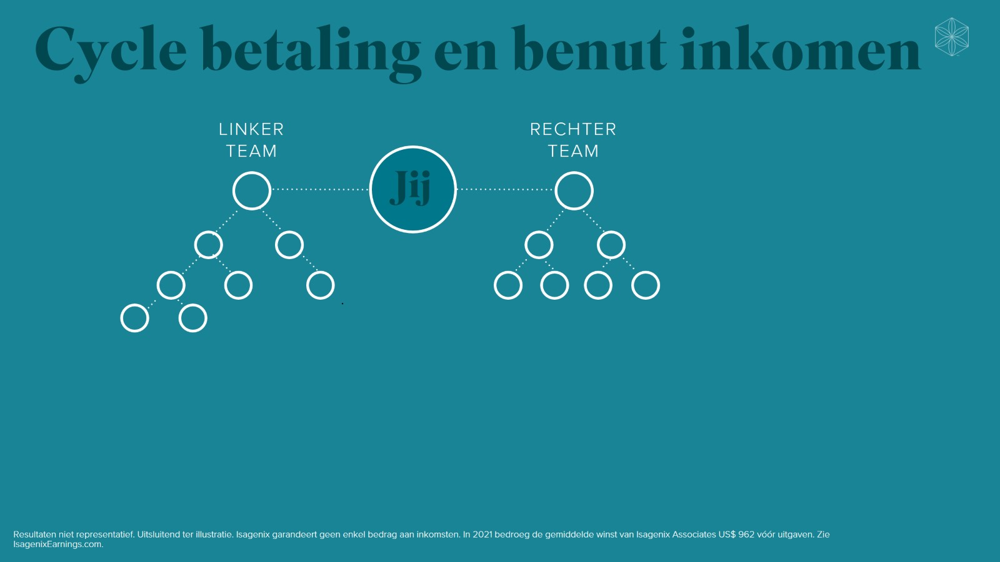 Cycle betaling en benut inkomen
LINKER
TEAM
RECHTER
TEAM
Jij
Resultaten niet representatief. Uitsluitend ter illustratie. Isagenix garandeert geen enkel bedrag aan inkomsten. In 2021 bedroeg de gemiddelde winst van Isagenix Associates US$ 962 vóór uitgaven. Zie
IsagenixEarnings.com.